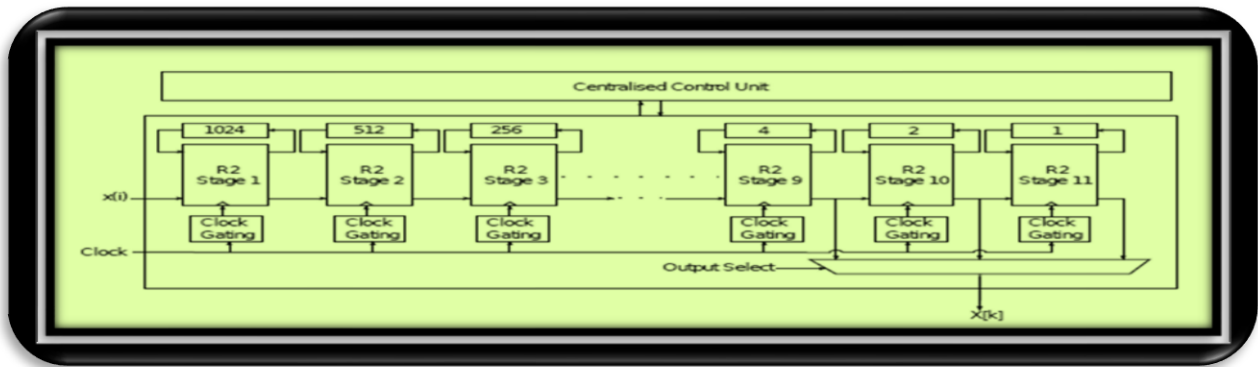 Centralised Control Unit
1024 512 256 4 2 1
R2 R2 R2 R2 R2 R2
Stage 1 Stage 2 Stage 3 Stage 9 Stage 10 Stage 11
x(i)
Clock Clock Clock Clock Clock Clock
Gating Gating Gating Gating Gating Gating
Clock
Output Select
X[k]